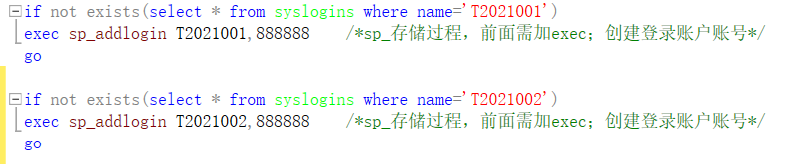 if not exists(select * from syslogins where name='T2021001')
exec sp_addlogin T2021001,888888    /*sp_存储过程，前面需加exec；创建登录账户账号*/
go
if not exists(select * from syslogins where name='T2021002')
exec sp_addlogin T2021002,888888    /*sp_存储过程，前面需加exec；创建登录账户账号*/
go